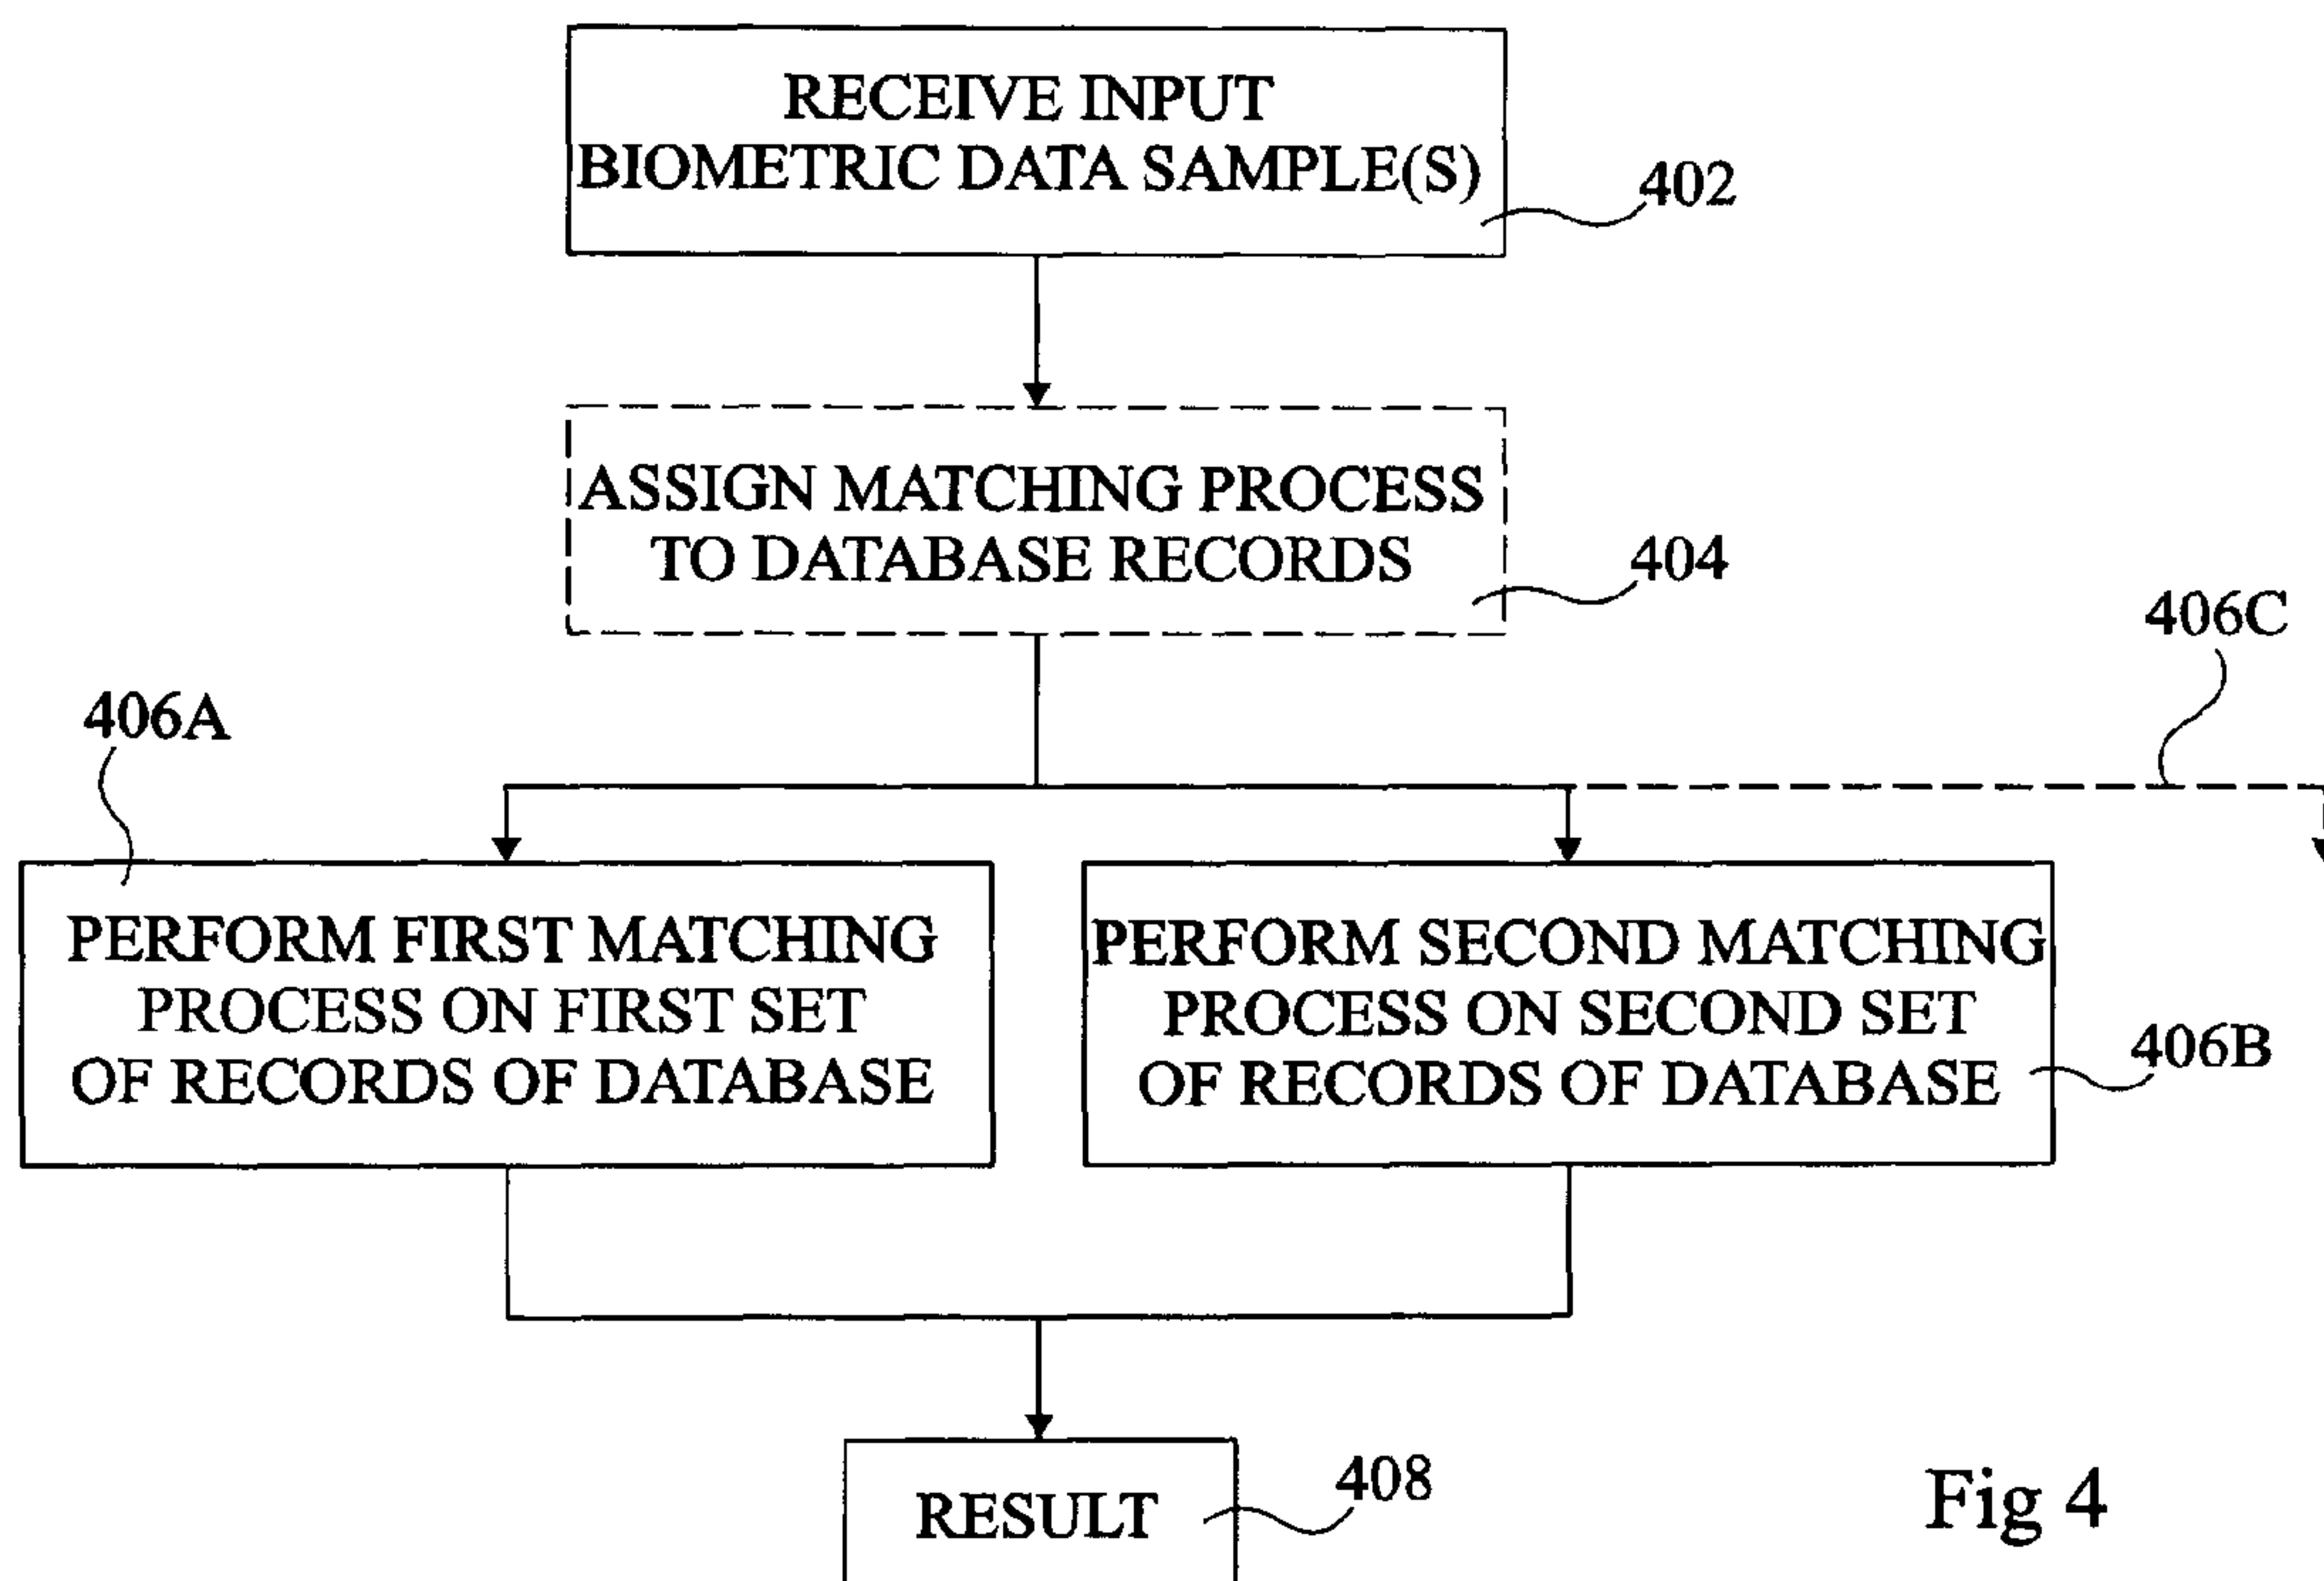 RECEIVE INPUT
BIOMETRIC DATA SAMPLE(S)
402
ASSIGN MATCHING PROCESS
TO DATABASE RECORDS
404
406C
406A
PERFORM FIRST MATCHING
PROCESS ON FIRST SET
OF RECORDS OF DATABASE
PERFORM SECOND MATCHING
PROCESS ON SECOND SET
OF RECORDS OF DATABASE
406B
RESULT
408
Fig 4